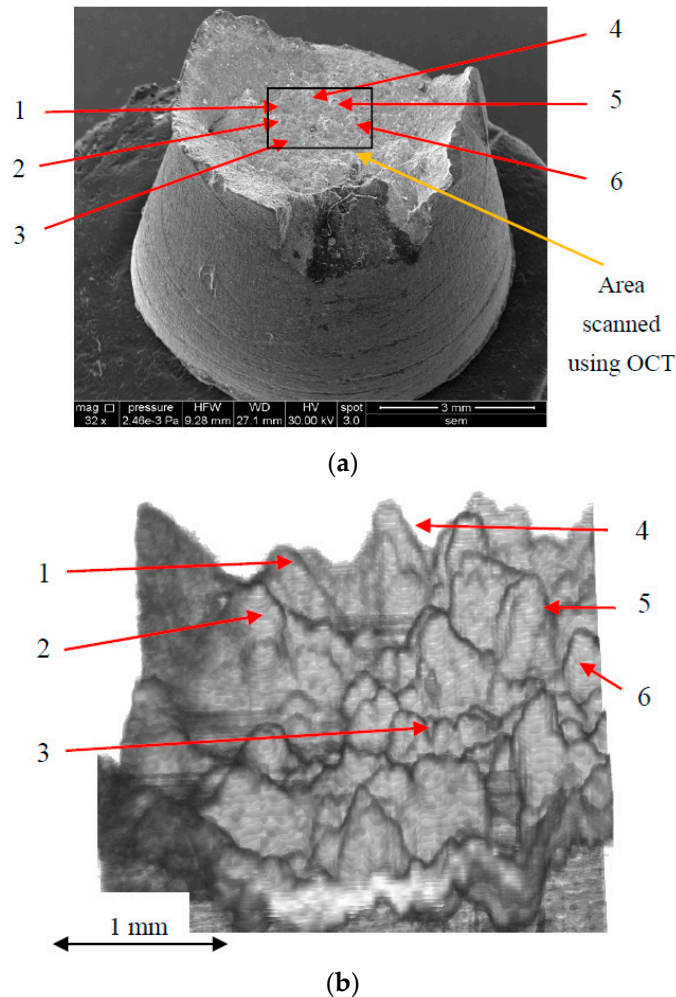 4
1
5
2
6
3
Area
scanned
using OCT
mag □ pressure HFW WD HV spot
32 x 2.46e-3 Pa 9.28 mm 27.1 mm 30.00 kV 3.0
3 mm
sem
(a)
4
1
5
2
6
3
1 mm
(b)